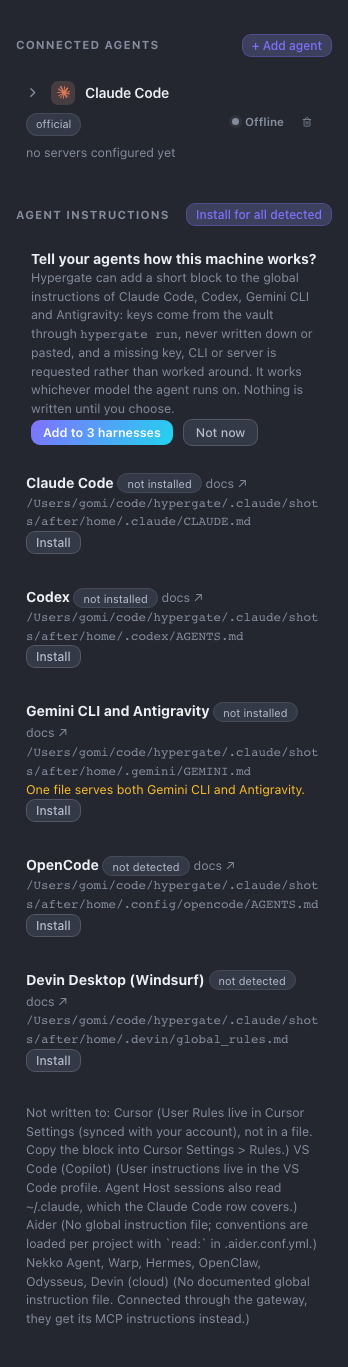 CONNECTED AGENTS
+ Add agent
Claude Code
official
Offline
no servers configured yet
AGENT INSTRUCTIONS
Install for all detected
Tell your agents how this machine works?
Hypergate can add a short block to the global
instructions of Claude Code, Codex, Gemini CLI
and Antigravity: keys come from the vault
through hypergate run, never written down or
pasted, and a missing key, CLI or server is
requested rather than worked around. It works
whichever model the agent runs on. Nothing is
written until you choose.
Add to 3 harnesses
Not now
Claude Code not installed docs ↗
/Users/gomi/code/hypergate/.claude/shot
s/after/home/.claude/CLAUDE.md
Install
Codex not installed docs ↗
/Users/gomi/code/hypergate/.claude/shot
s/after/home/.codex/AGENTS.md
Install
Gemini CLI and Antigravity not installed
docs ↗
/Users/gomi/code/hypergate/.claude/shot
s/after/home/.gemini/GEMINI.md
One file serves both Gemini CLI and Antigravity.
Install
OpenCode not detected docs ↗
/Users/gomi/code/hypergate/.claude/shot
s/after/home/.config/opencode/AGENTS.md
Install
Devin Desktop (Windsurf) not detected
docs ↗
/Users/gomi/code/hypergate/.claude/shot
s/after/home/.devin/global_rules.md
Install
Not written to: Cursor (User Rules live in Cursor
Settings (synced with your account), not in a file.
Copy the block into Cursor Settings > Rules.) VS
Code (Copilot) (User instructions live in the VS
Code profile. Agent Host sessions also read
~/.claude, which the Claude Code row covers.)
Aider (No global instruction file; conventions are
loaded per project with `read:` in .aider.conf.yml.)
Nekko Agent, Warp, Hermes, OpenClaw,
Odysseus, Devin (cloud) (No documented global
instruction file. Connected through the gateway,
they get its MCP instructions instead.)